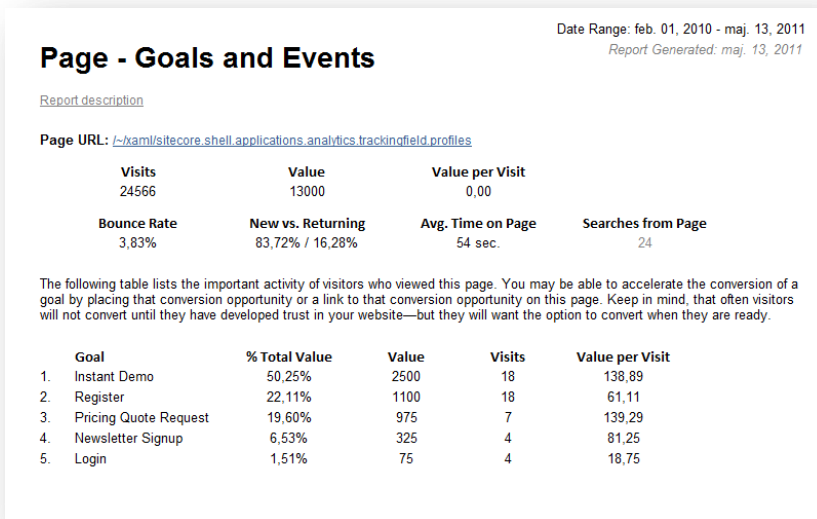 Date Range: feb. 01, 2010 - maj. 13, 2011
Page - Goals and Events
Report Generated: maj. 13, 2011
Report description
Page URL: /~/xaml/sitecore.shell.applications.analytics.trackingfield.profiles
Visits Value Value per Visit
24566 13000 0,00
Bounce Rate New vs. Returning Avg. Time on Page Searches from Page
3,83% 83,72% / 16,28% 54 sec. 24
The following table lists the important activity of visitors who viewed this page. You may be able to accelerate the conversion of a
goal by placing that conversion opportunity or a link to that conversion opportunity on this page. Keep in mind, that often visitors
will not convert until they have developed trust in your website—but they will want the option to convert when they are ready.
Goal % Total Value Value Visits Value per Visit
1. Instant Demo 50,25% 2500 18 138,89
2. Register 22,11% 1100 18 61,11
3. Pricing Quote Request 19,60% 975 7 139,29
4. Newsletter Signup 6,53% 325 4 81,25
5. Login 1,51% 75 4 18,75